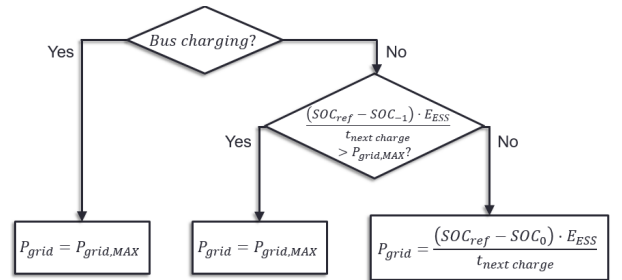 Bus charging?
Yes
No
(SOC_ref − SOC_−1) · E_ESS
t_next charge
> P_grid,MAX?
Yes
No
P_grid = P_grid,MAX
P_grid = P_grid,MAX
P_grid = (SOC_ref − SOC_0) · E_ESS
t_next charge